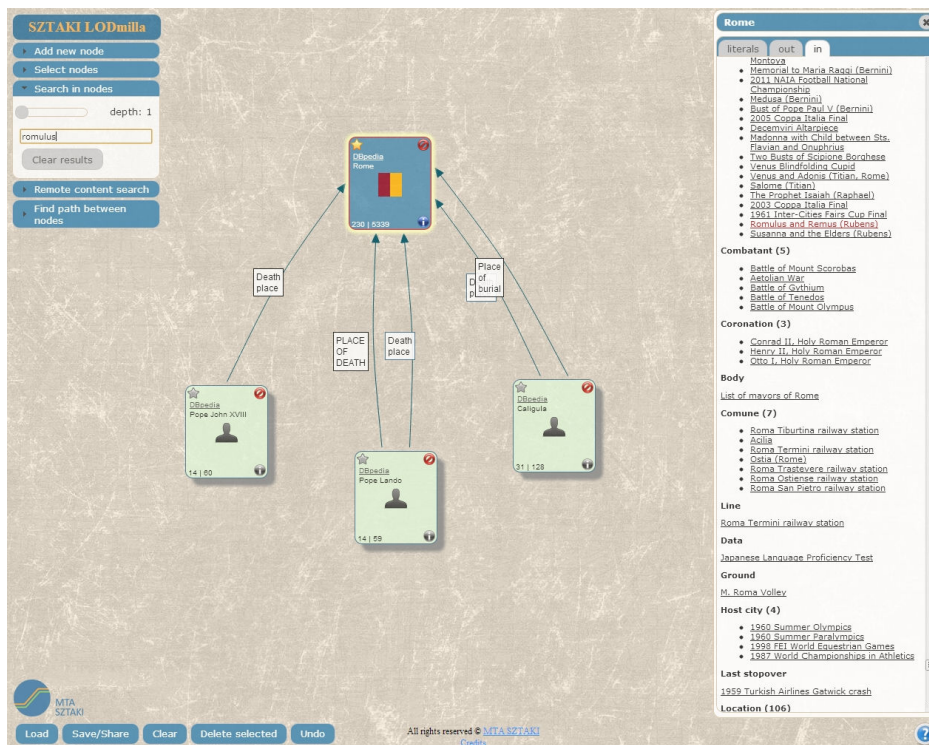 SZTAKI LODmilla
Add new node
Select nodes
Search in nodes
depth: 1
romulus
Clear results
Remote content search
Find path between
nodes
DBpedia
Rome
230 | 5339
Death
place
PLACE
OF
DEATH
Death
place
Place
of
burial
DBpedia
Pope John XVIII
14 | 60
DBpedia
Pope Lando
14 | 59
DBpedia
Caligula
31 | 128
MTA
SZTAKI
Load
Save/Share
Clear
Delete selected
Undo
All rights reserved © MTA SZTAKI
Credits
Rome
literals out in
Montoya
Memorial to Maria Raggi (Bernini)
2011 NAIA Football National
Championship
Medusa (Bernini)
Bust of Pope Paul V (Bernini)
2005 Coppa Italia Final
Decemviri Altarpiece
Madonna with Child between Sts.
Flavian and Onuphrius
Two Busts of Scipione Borghese
Venus Blindfolding Cupid
Venus and Adonis (Titian, Rome)
Salome (Titian)
The Prophet Isaiah (Raphael)
2003 Coppa Italia Final
1961 Inter-Cities Fairs Cup Final
Romulus and Remus (Rubens)
Susanna and the Elders (Rubens)
Combatant (5)
Battle of Mount Scorobas
Aetolian War
Battle of Gythium
Battle of Tenedos
Battle of Mount Olympus
Coronation (3)
Conrad II, Holy Roman Emperor
Henry II, Holy Roman Emperor
Otto I, Holy Roman Emperor
Body
List of mayors of Rome
Comune (7)
Roma Tiburtina railway station
Acilia
Roma Termini railway station
Ostia (Rome)
Roma Trastevere railway station
Roma Ostiense railway station
Roma San Pietro railway station
Line
Roma Termini railway station
Data
Japanese Language Proficiency Test
Ground
M. Roma Volley
Host city (4)
1960 Summer Olympics
1960 Summer Paralympics
1998 FEI World Equestrian Games
1987 World Championships in Athletics
Last stopover
1959 Turkish Airlines Gatwick crash
Location (106)